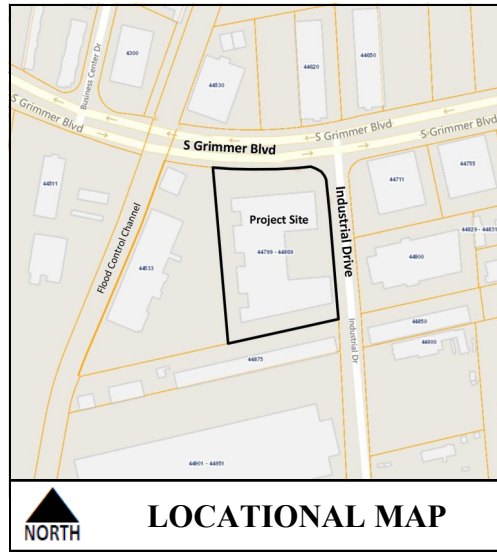 4300
Business Center Dr
44530
44620
44650
S Grimmer Blvd
S Grimmer Blvd
S Grimmer Blvd
S Grimmer Blvd
S Grimmer Blvd
44511
Flood Control Channel
44533
Project Site
44799 - 44869
Industrial Drive
44711
44755
44829 - 44831
44800
Industrial Dr
44850
44900
44875
44901 - 44951
NORTH
LOCATIONAL MAP